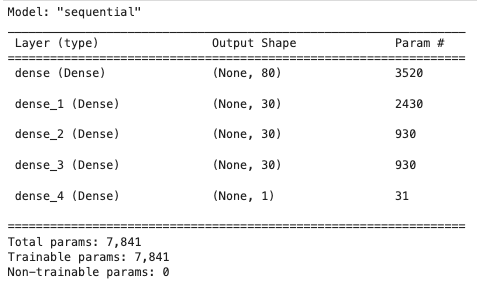 Model: "sequential"
Layer (type) Output Shape Param #
=================================================================
dense (Dense) (None, 80) 3520
dense_1 (Dense) (None, 30) 2430
dense_2 (Dense) (None, 30) 930
dense_3 (Dense) (None, 30) 930
dense_4 (Dense) (None, 1) 31
=================================================================
Total params: 7,841
Trainable params: 7,841
Non-trainable params: 0